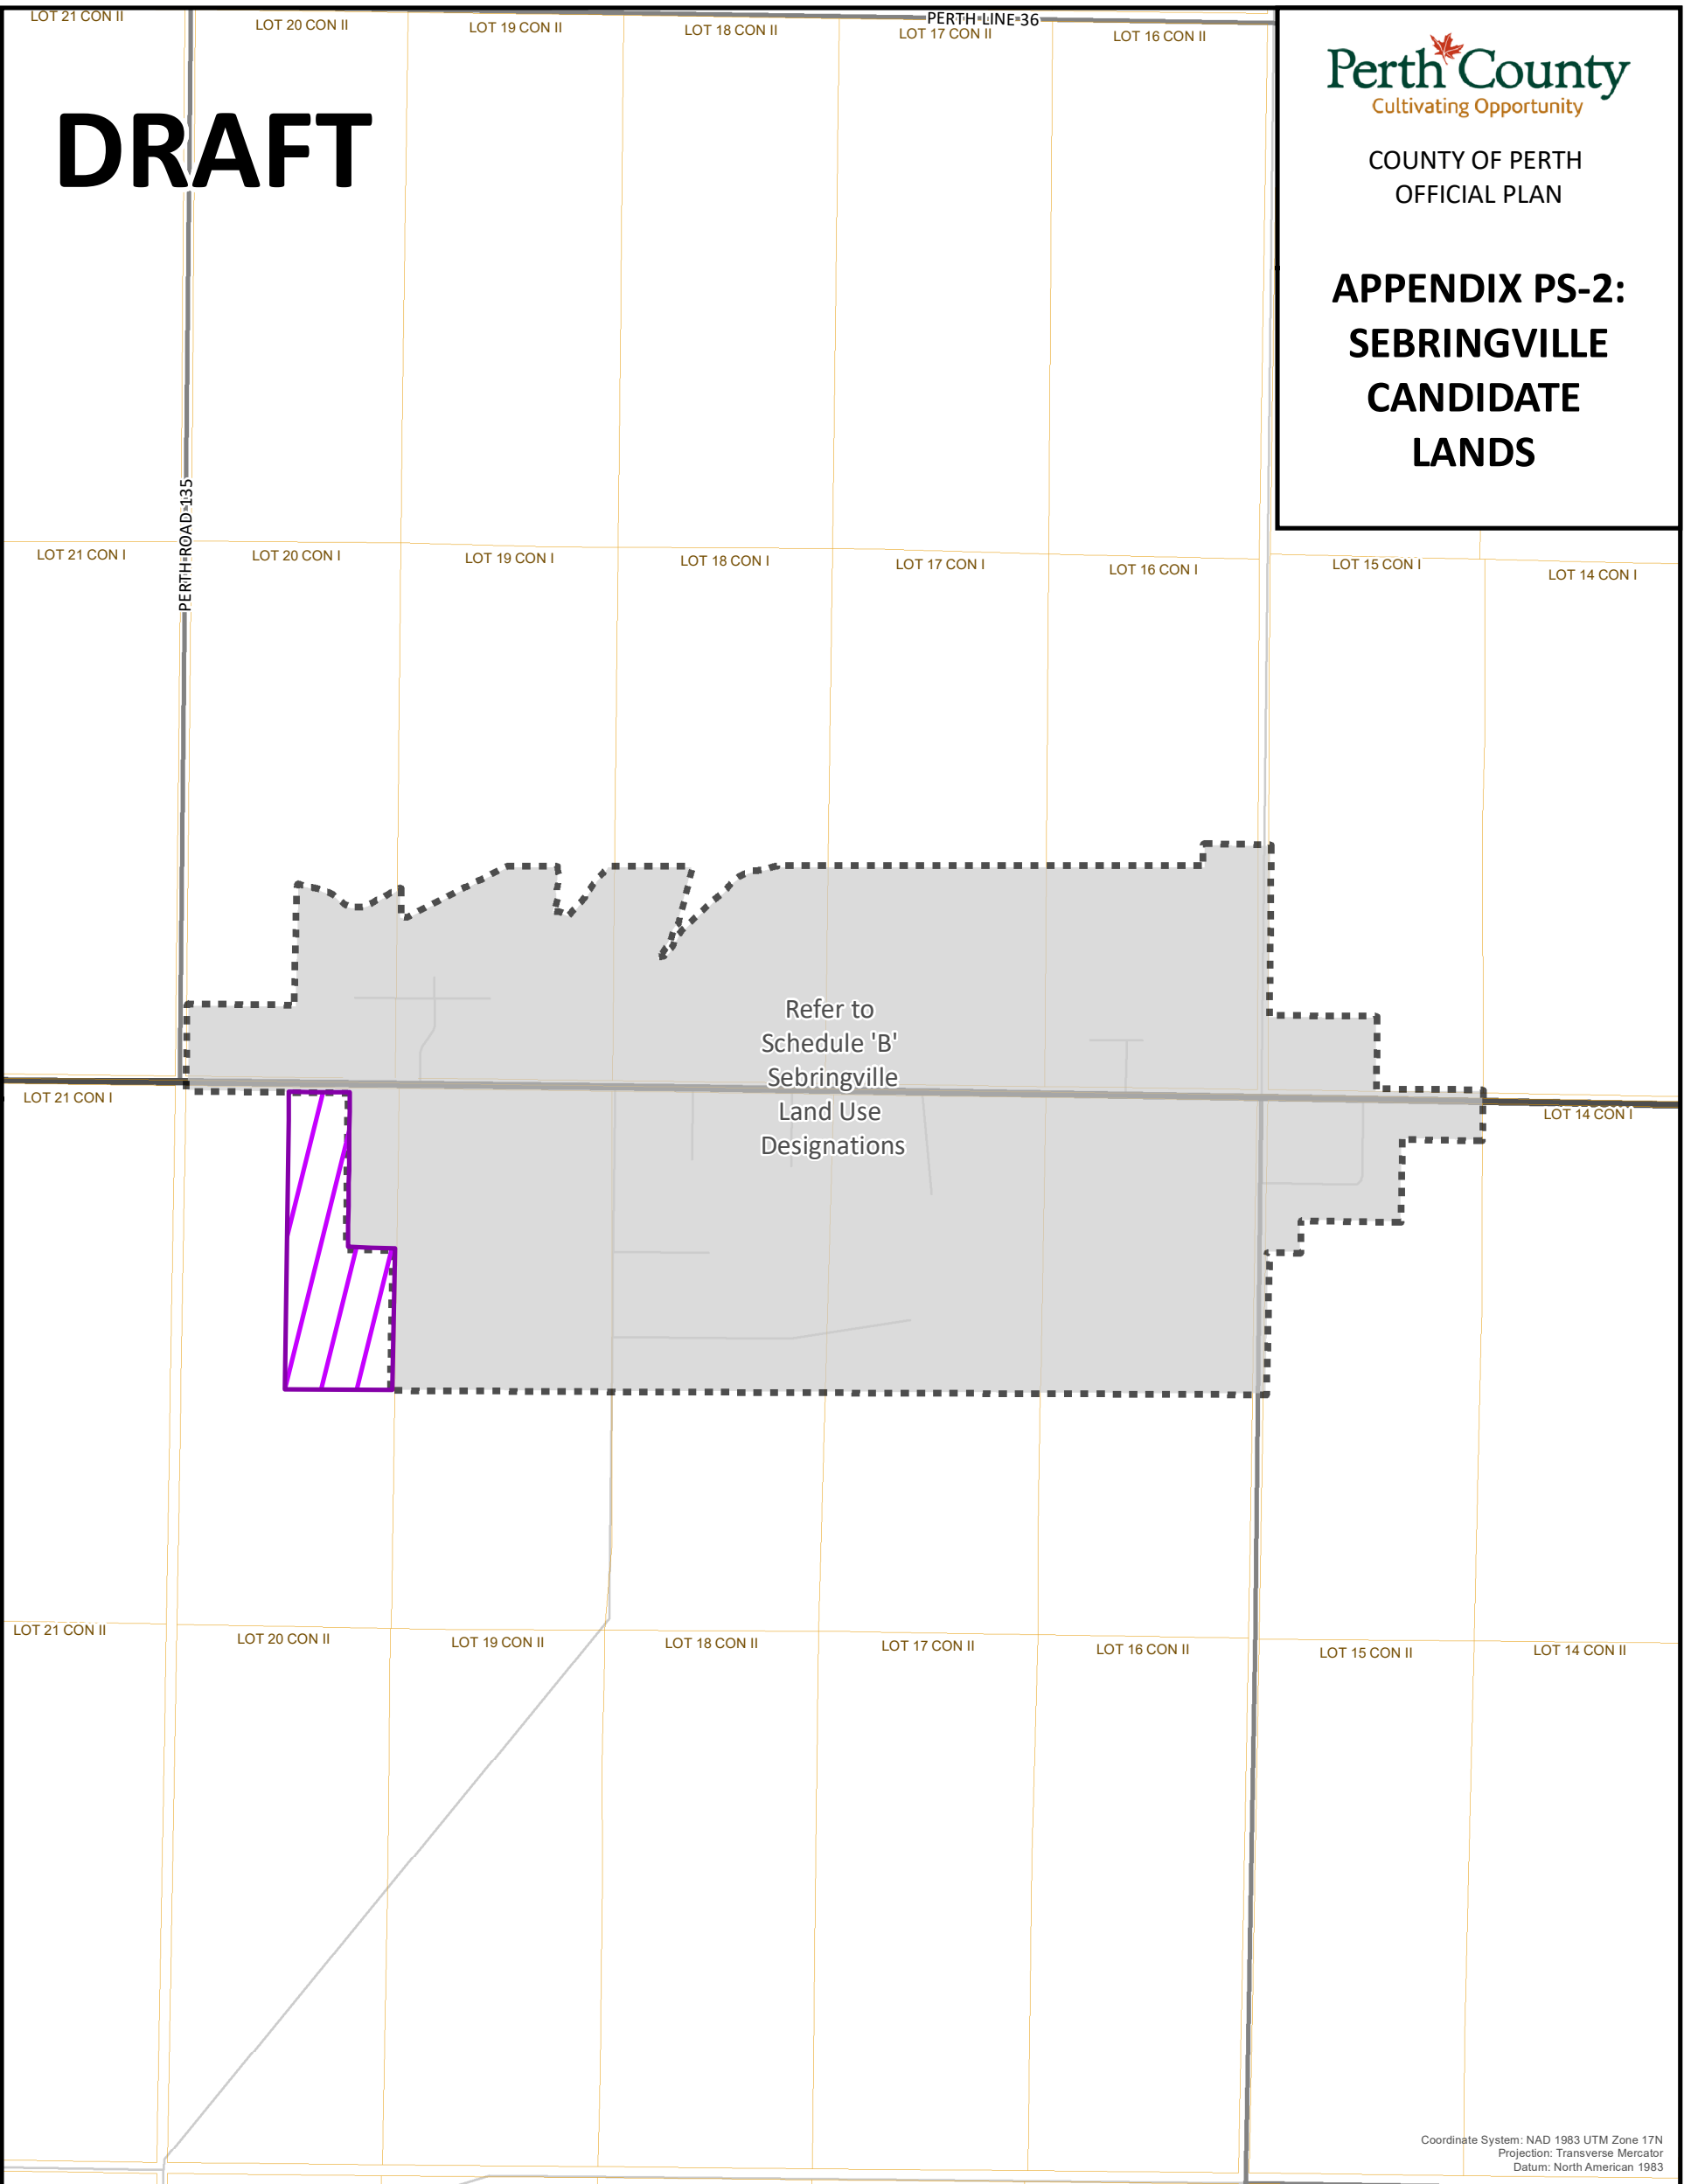 LOT 21 CON II
LOT 20 CON II
LOT 19 CON II
LOT 18 CON II
PERTH LINE 36
LOT 17 CON II
LOT 16 CON II
Perth County
Cultivating Opportunity
COUNTY OF PERTH
OFFICIAL PLAN
APPENDIX PS-2:
SEBRINGVILLE
CANDIDATE
LANDS
DRAFT
PERTH ROAD 135
LOT 21 CON I
LOT 20 CON I
LOT 19 CON I
LOT 18 CON I
LOT 17 CON I
LOT 16 CON I
LOT 15 CON I
LOT 14 CON I
Refer to
Schedule 'B'
Sebringville
Land Use
Designations
LOT 21 CON I
LOT 14 CON I
LOT 21 CON II
LOT 20 CON II
LOT 19 CON II
LOT 18 CON II
LOT 17 CON II
LOT 16 CON II
LOT 15 CON II
LOT 14 CON II
Coordinate System: NAD 1983 UTM Zone 17N
Projection: Transverse Mercator
Datum: North American 1983